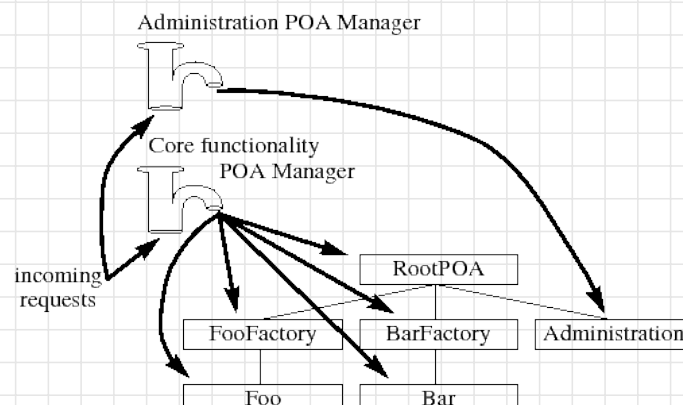 Administration POA Manager
Core functionality
POA Manager
incoming
requests
RootPOA
FooFactory
BarFactory
Administration
Foo
Bar